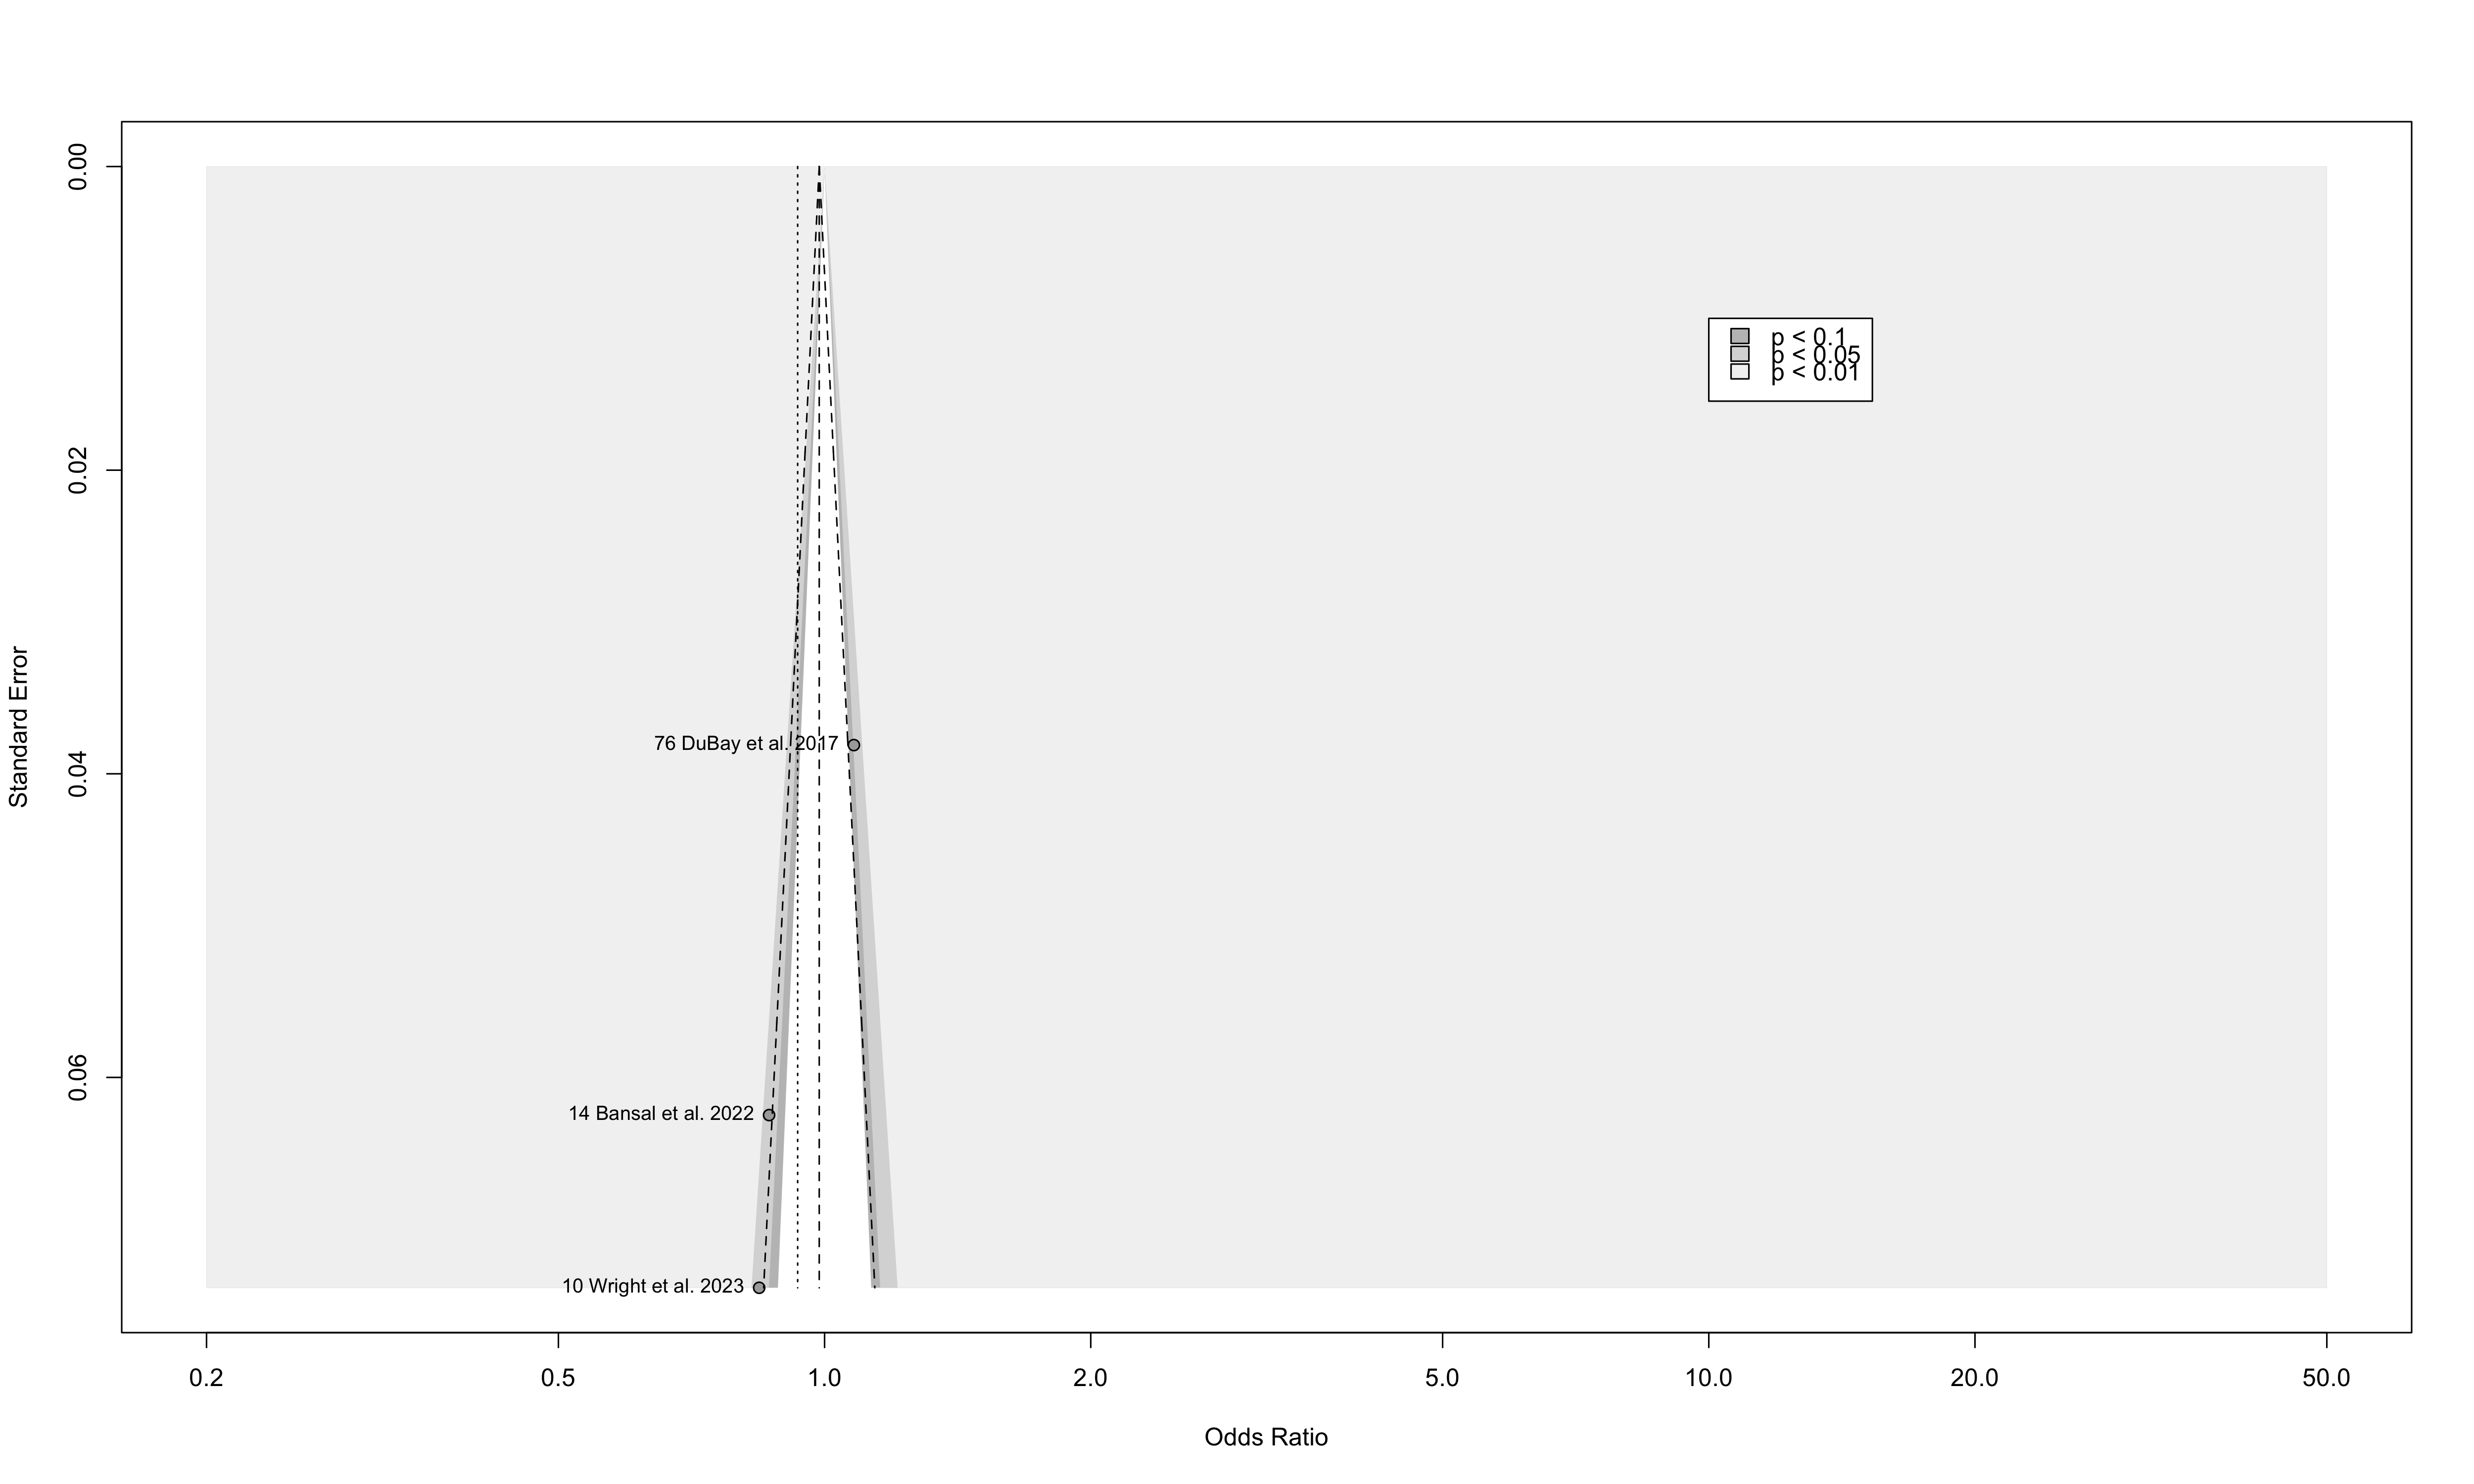 0.00
0.02
0.04
0.06
Standard Error
p < 0.1
p < 0.05
p < 0.01
76 DuBay et al. 2017
14 Bansal et al. 2022
10 Wright et al. 2023
0.2 0.5 1.0 2.0 5.0 10.0 20.0 50.0
Odds Ratio